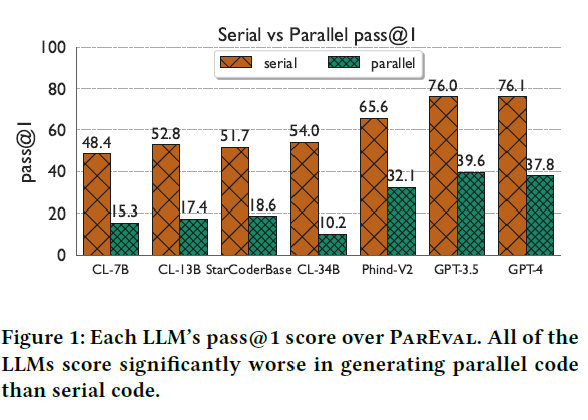 Serial vs Parallel pass@1
serial
parallel
pass@1
100
80
60
40
20
0
48.4
15.3
52.8
17.4
51.7
18.6
54.0
10.2
65.6
32.1
76.0
39.6
76.1
37.8
CL-7B CL-13B StarCoderBase CL-34B Phind-V2 GPT-3.5 GPT-4
Figure 1: Each LLM's pass@1 score over PAREVAL. All of the
LLMs score significantly worse in generating parallel code
than serial code.